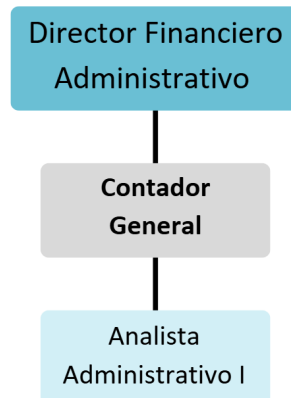 Director Financiero
Administrativo
Contador
General
Analista
Administrativo I